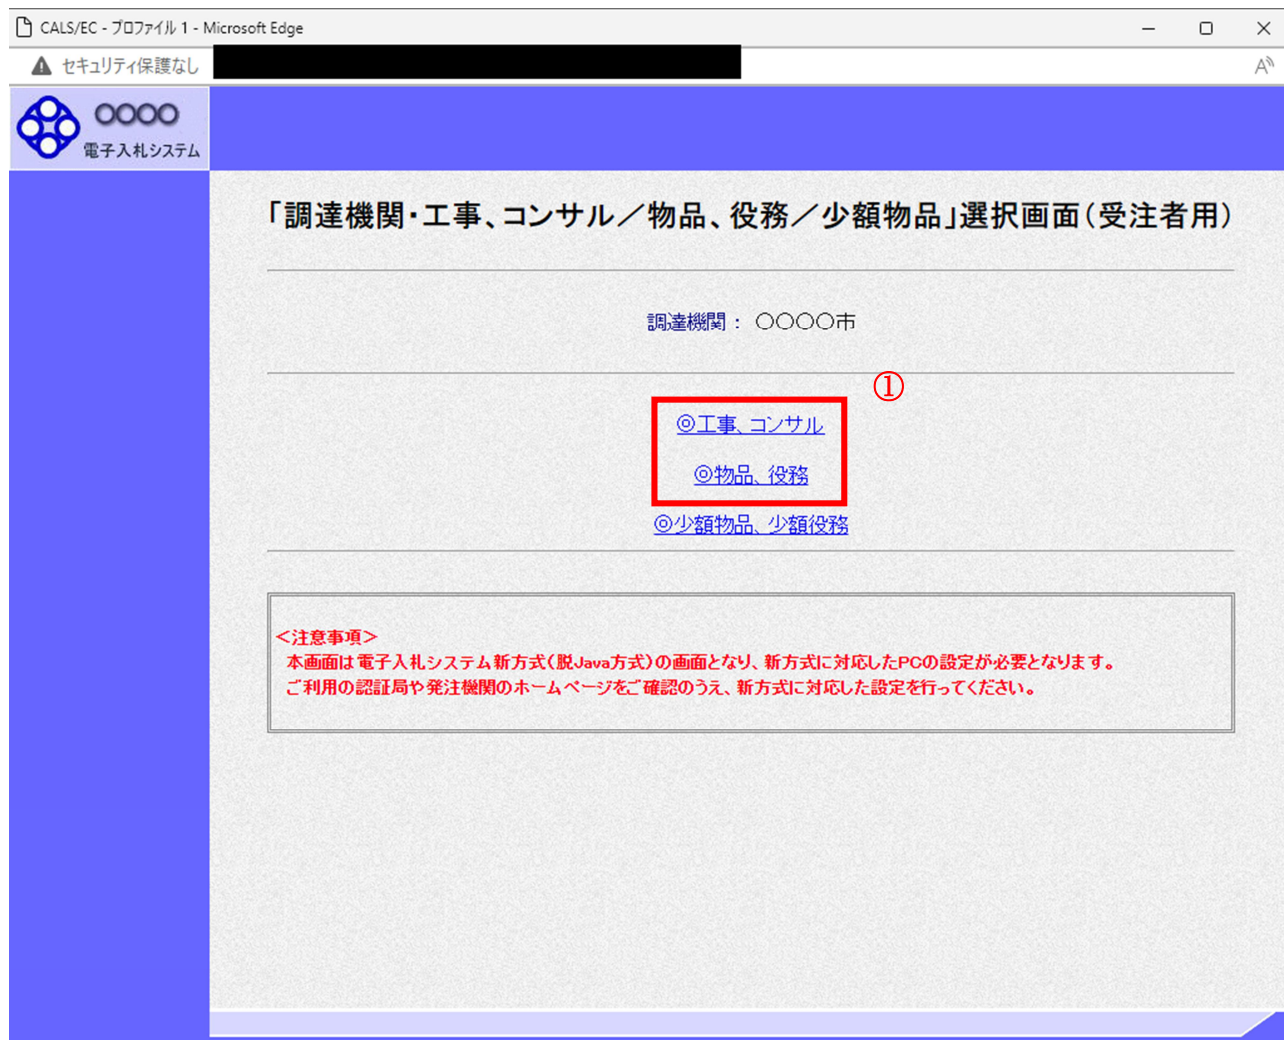 CALS/EC - プロファイル 1 - Microsoft Edge
セキュリティ保護なし
〇〇〇〇
電子入札システム
「調達機関・工事、コンサル／物品、役務／少額物品」選択画面（受注者用）
調達機関： 〇〇〇〇市
①
◎工事、コンサル
◎物品、役務
◎少額物品、少額役務
＜注意事項＞
本画面は電子入札システム新方式（脱Java方式）の画面となり、新方式に対応したPCの設定が必要となります。
ご利用の認証局や発注機関のホームページをご確認のうえ、新方式に対応した設定を行ってください。